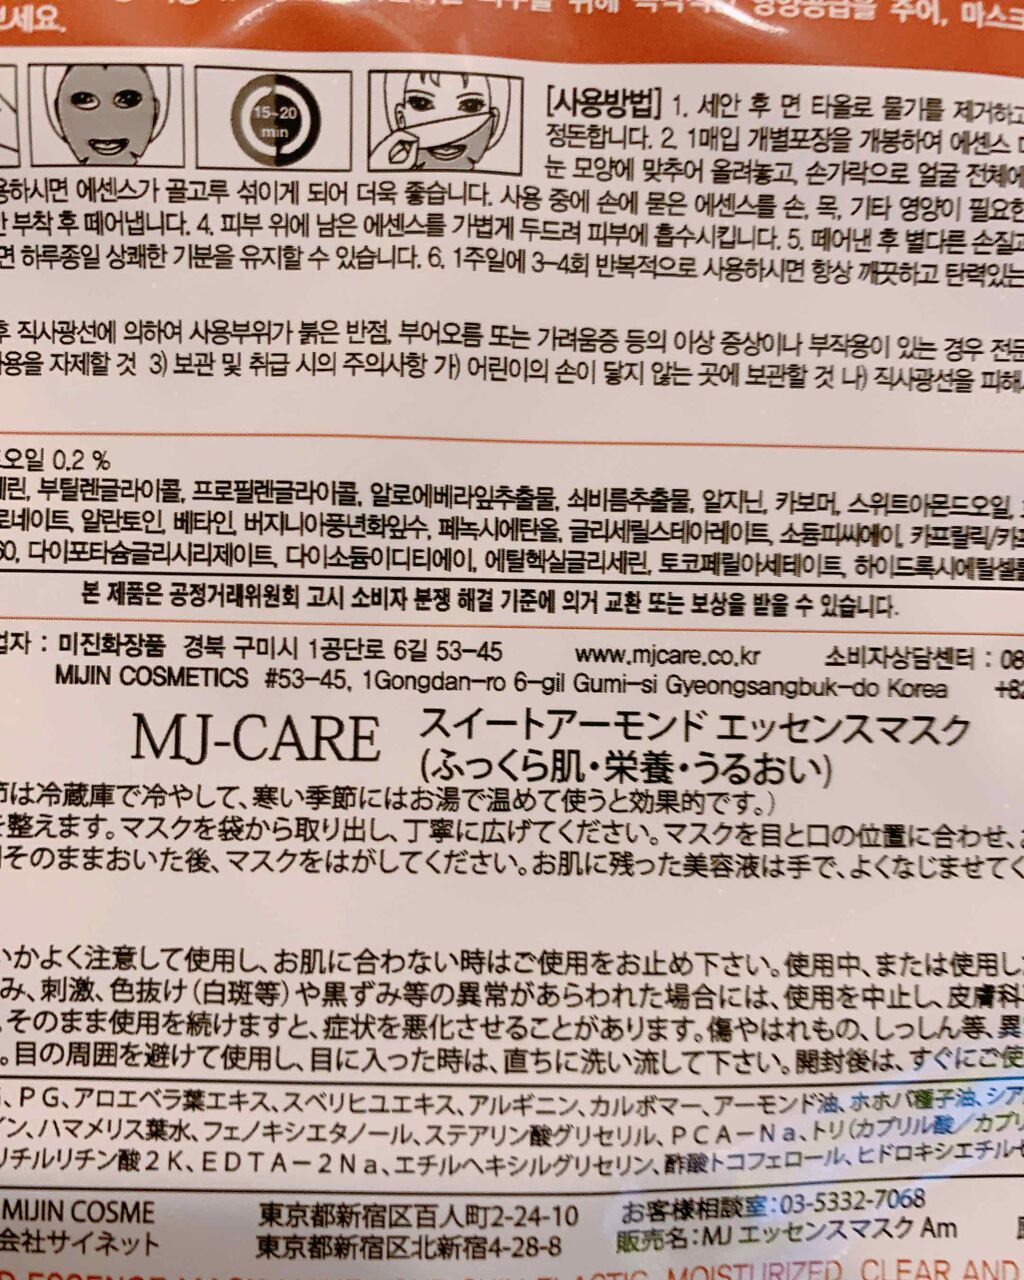 위해 영양공급을 주어, 마스크
보세요.
15~20
min
[사용방법] 1. 세안 후 면 타올로 물기를 제거하고
정돈합니다. 2. 1매입 개별포장을 개봉하여 에센스
눈 모양에 맞추어 올려놓고, 손가락으로 얼굴 전체에
용하시면 에센스가 골고루 섞이게 되어 더욱 좋습니다. 사용 중에 손에 묻은 에센스를 손, 목, 기타 영양이 필요한
부착 후 떼어냅니다. 4. 피부 위에 남은 에센스를 가볍게 두드려 피부에 흡수시킵니다. 5. 떼어낸 후 별다른 손질
면 하루종일 상쾌한 기분을 유지할 수 있습니다. 6. 1주일에 3-4회 반복적으로 사용하시면 항상 깨끗하고 탄력있는
후 직사광선에 의하여 사용부위가 붉은 반점, 부어오름 또는 가려움증 등의 이상 증상이나 부작용이 있는 경우 전문
사용을 자제할 것 3) 보관 및 취급 시의 주의사항 가) 어린이의 손이 닿지 않는 곳에 보관할 것 나) 직사광선을 피해
오일 0.2 %
세린, 부틸렌글라이콜, 프로필렌글라이콜, 알로에베라잎추출물, 쇠비름추출물, 알지닌, 카보머, 스위트아몬드오일,
로네이트, 알란토인, 베타인, 버지니아풍년화잎수, 페녹시에탄올, 글리세릴스테아레이트, 소듐피씨에이, 카프릴릭/카프
60, 다이포타슘글리시리제이트, 다이소듐이디티에이, 에틸헥실글리세린, 토코페릴아세테이트, 하이드록시에틸셀룰
본 제품은 공정거래위원회 고시 소비자 분쟁 해결 기준에 의거 교환 또는 보상을 받을 수 있습니다.
업자 : 미진화장품 경북 구미시 1공단로 6길 53-45 www.mjcare.co.kr 소비자상담센터 : 08
MIJIN COSMETICS #53-45, 1Gongdan-ro 6-gil Gumi-si Gyeongsangbuk-do Korea +82
MJ-CARE スイートアーモンド エッセンスマスク
(ふっくら肌・栄養・うるおい)
節は冷蔵庫で冷やして、寒い季節にはお湯で温めて使うと効果的です。)
を整えます。マスクを袋から取り出し、丁寧に広げてください。マスクを目と口の位置に合わせ、
そのままおいた後、マスクをはがしてください。お肌に残った美容液は手で、よくなじませてく
いかよく注意して使用し、お肌に合わない時はご使用をお止め下さい。使用中、または使用し
み、刺激、色抜け(白斑等)や黒ずみ等の異常があらわれた場合には、使用を中止し、皮膚科
。そのまま使用を続けますと、症状を悪化させることがあります。傷やはれもの、しっしん等、異
。目の周囲を避けて使用し、目に入った時は、直ちに洗い流して下さい。開封後は、すぐにご使
、PG、アロエベラ葉エキス、スベリヒユエキス、アルギニン、カルボマー、アーモンド油、ホホバ種子油、シア
イン、ハマメリス葉水、フェノキシエタノール、ステアリン酸グリセリル、PCA-Na、トリ(カプリル酸/カプリ
リチルリチン酸2K、EDTA-2Na、エチルヘキシルグリセリン、酢酸トコフェロール、ヒドロキシエチルセ
MIJIN COSME 東京都新宿区百人町2-24-10 お客様相談室:03-5332-7068
会社サイネット 東京都新宿区北新宿4-28-8 販売名:MJ エッセンスマスク Am
ESSENCE MASK ELASTIC, MOISTURIZED, CLEAR AND